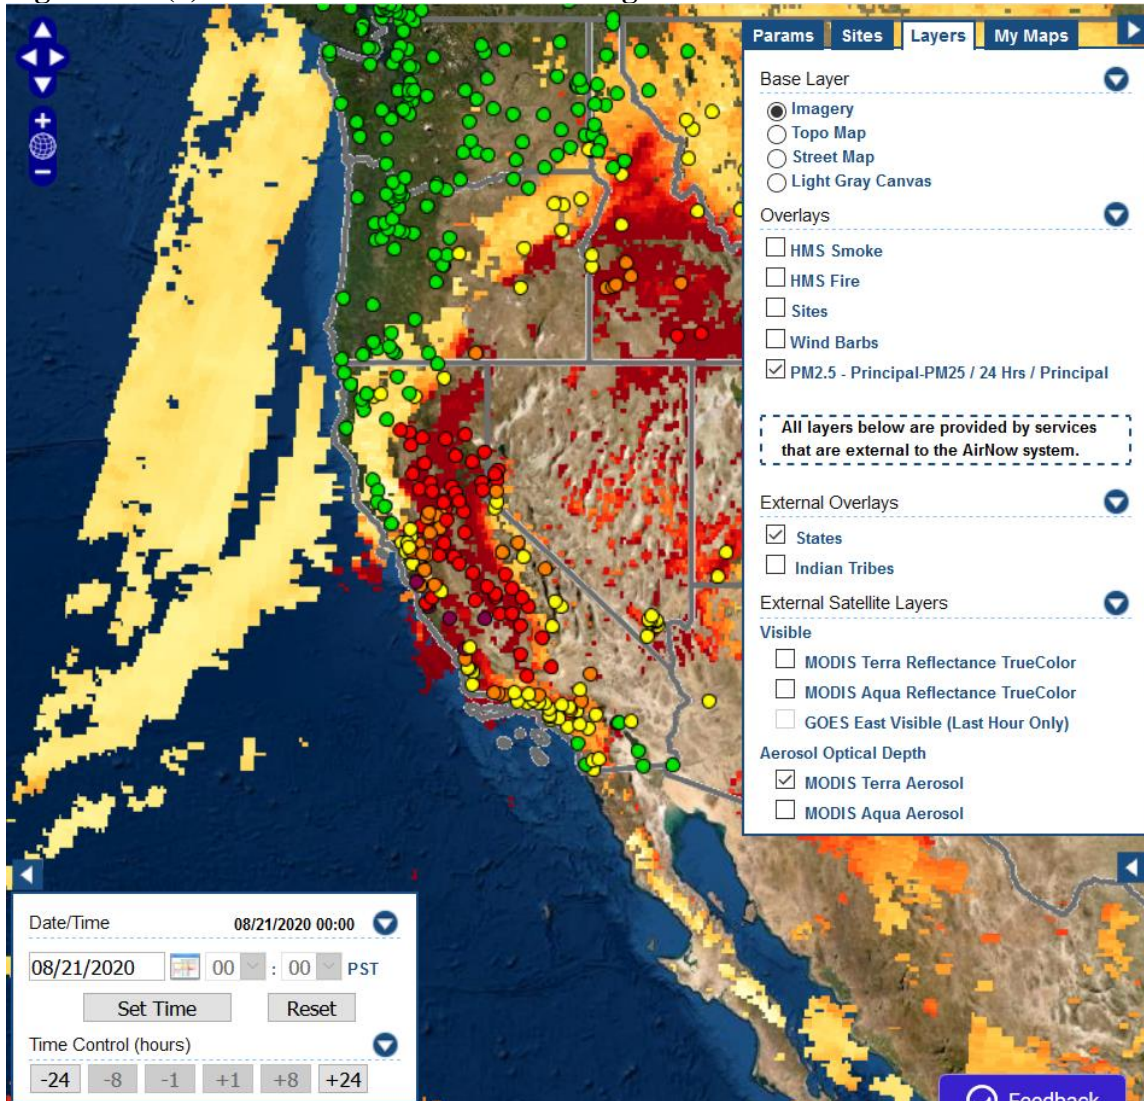 Params Sites Layers My Maps
Base Layer
Imagery
Topo Map
Street Map
Light Gray Canvas
Overlays
HMS Smoke
HMS Fire
Sites
Wind Barbs
PM2.5 - Principal-PM25 / 24 Hrs / Principal
All layers below are provided by services
that are external to the AirNow system.
External Overlays
States
Indian Tribes
External Satellite Layers
Visible
MODIS Terra Reflectance TrueColor
MODIS Aqua Reflectance TrueColor
GOES East Visible (Last Hour Only)
Aerosol Optical Depth
MODIS Terra Aerosol
MODIS Aqua Aerosol
Date/Time 08/21/2020 00:00
08/21/2020 00 : 00 PST
Set Time Reset
Time Control (hours)
-24 -8 -1 +1 +8 +24
Feedback